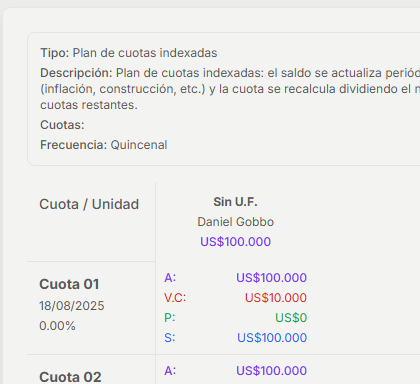 Tipo: Plan de cuotas indexadas
Descripción: Plan de cuotas indexadas: el saldo se actualiza periód
(inflación, construcción, etc.) y la cuota se recalcula dividiendo el n
cuotas restantes.
Cuotas:
Frecuencia: Quincenal
Cuota / Unidad
Sin U.F.
Daniel Gobbo
US$100.000
Cuota 01
18/08/2025
0.00%
A: US$100.000
V.C: US$10.000
P: US$0
S: US$100.000
Cuota 02
A: US$100.000